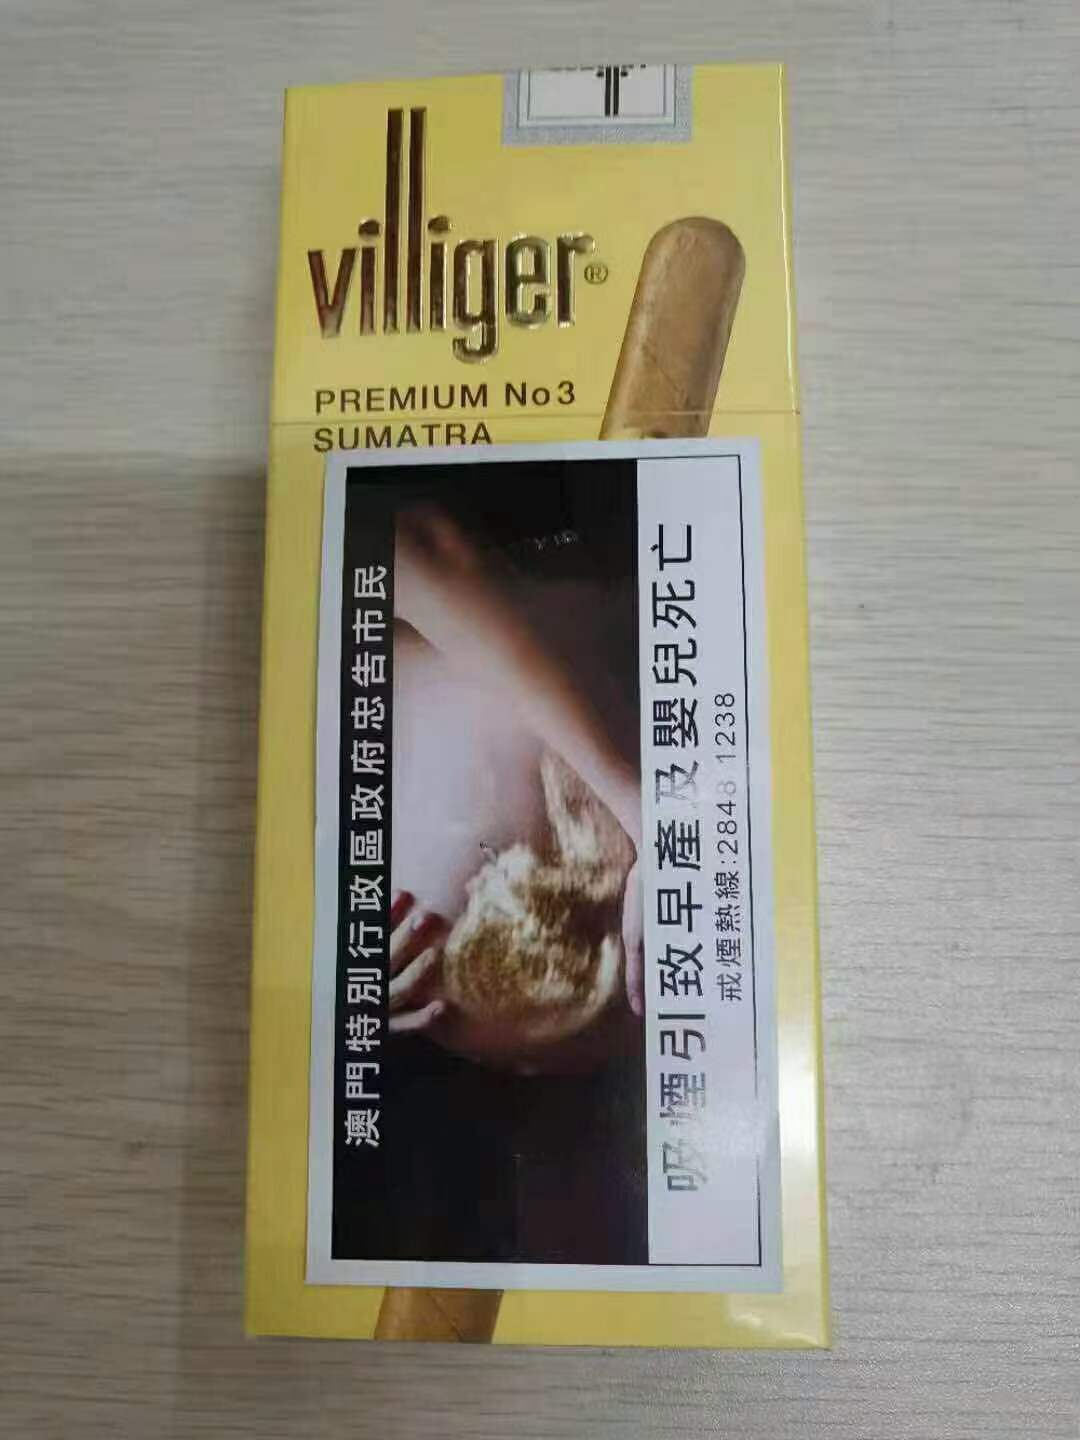 villiger®
PREMIUM No3
SUMATRA
澳門特別行政區政府忠告市民
吸煙引致早產及嬰兒死亡
戒煙熱線:2848 1238